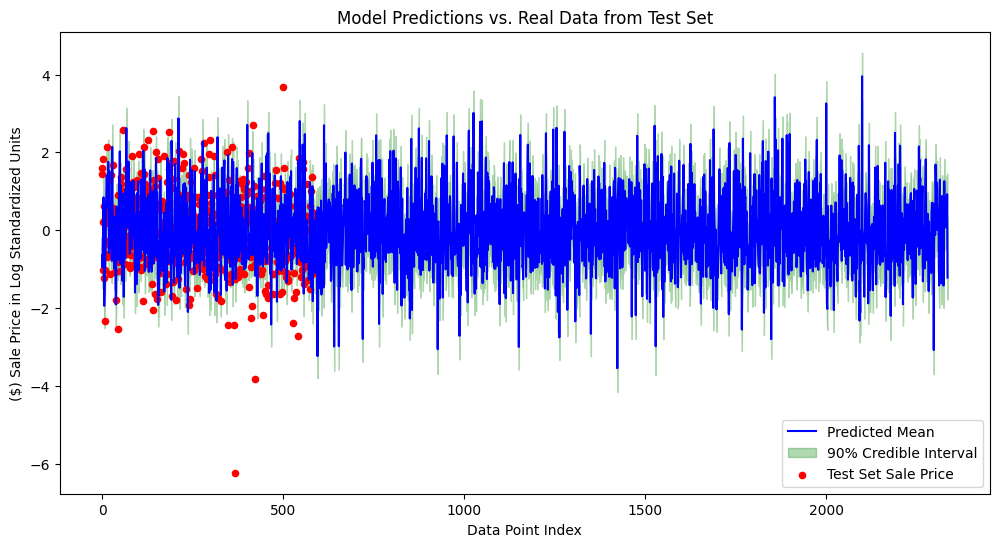 Model Predictions vs. Real Data from Test Set
($) Sale Price in Log Standardized Units
4
2
0
−2
−4
−6
0
500
1000
1500
2000
Data Point Index
Predicted Mean
90% Credible Interval
Test Set Sale Price